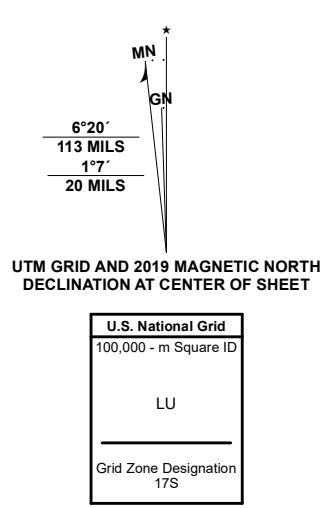 ★
MN
GN
6°20´
113 MILS
1°7´
20 MILS
UTM GRID AND 2019 MAGNETIC NORTH
DECLINATION AT CENTER OF SHEET
U.S. National Grid
100,000 - m Square ID
LU
Grid Zone Designation
17S